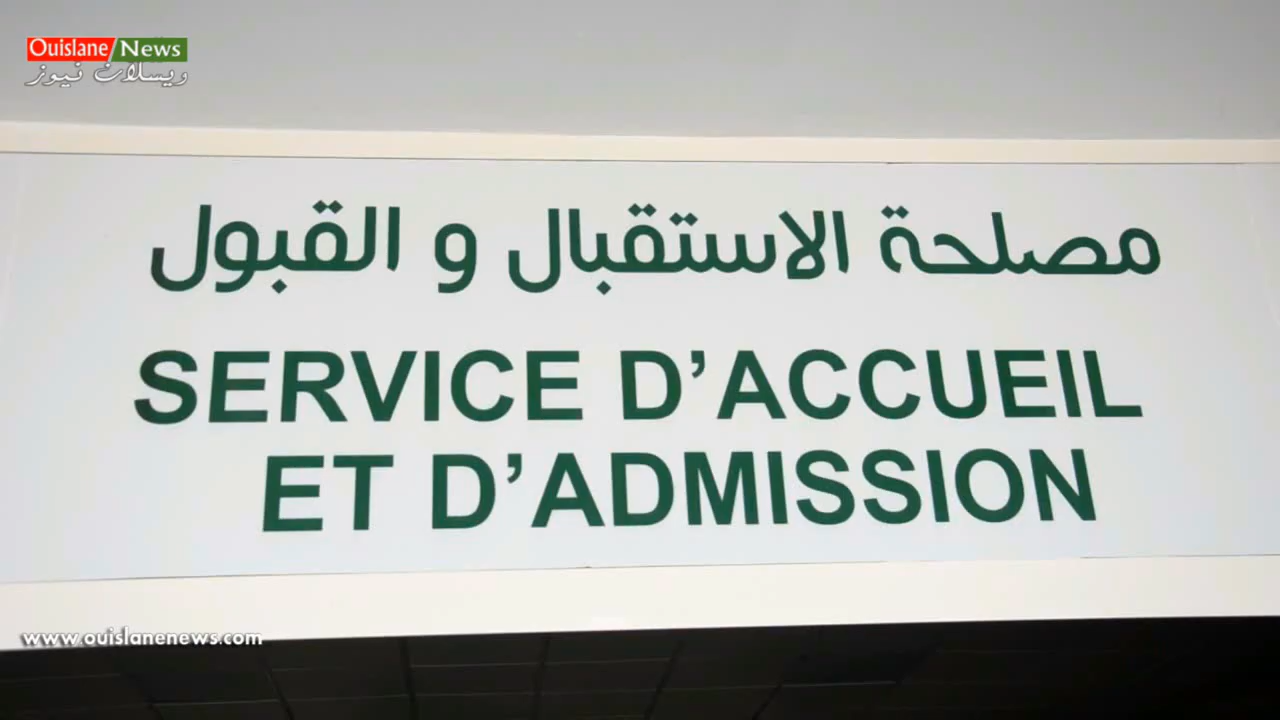 Ouislane News
ويسلان نيوز
مصلحة الاستقبال و القبول
SERVICE D’ACCUEIL
ET D’ADMISSION
www.ouislanenews.com